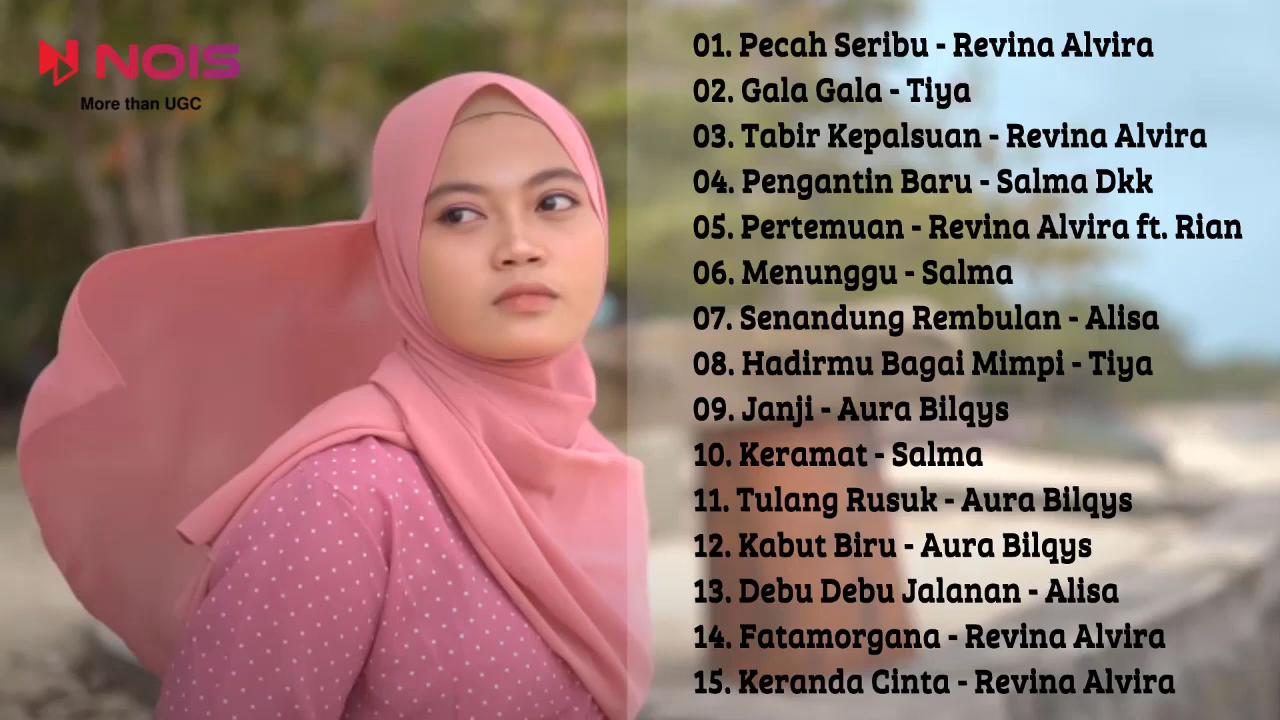 NOIS
More than UGC
01. Pecah Seribu - Revina Alvira
02. Gala Gala - Tiya
03. Tabir Kepalsuan - Revina Alvira
04. Pengantin Baru - Salma Dkk
05. Pertemuan - Revina Alvira ft. Rian
06. Menunggu - Salma
07. Senandung Rembulan - Alisa
08. Hadirmu Bagai Mimpi - Tiya
09. Janji - Aura Bilqys
10. Keramat - Salma
11. Tulang Rusuk - Aura Bilqys
12. Kabut Biru - Aura Bilqys
13. Debu Debu Jalanan - Alisa
14. Fatamorgana - Revina Alvira
15. Keranda Cinta - Revina Alvira